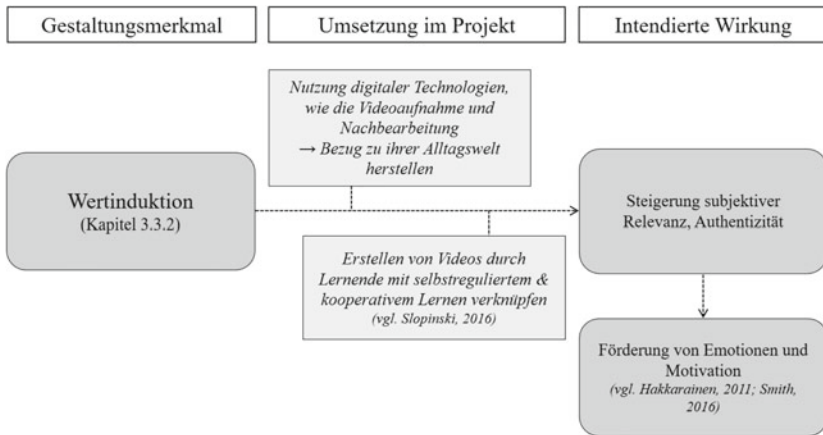 Gestaltungsmerkmal
Umsetzung im Projekt
Intendierte Wirkung
Nutzung digitaler Technologien,
wie die Videoaufnahme und
Nachbearbeitung
→ Bezug zu ihrer Alltagswelt
herstellen
Wertinduktion
(Kapitel 3.3.2)
Steigerung subjektiver
Relevanz, Authentizität
Erstellen von Videos durch
Lernende mit selbstreguliertem &
kooperativem Lernen verknüpfen
(vgl. Slopinski, 2016)
Förderung von Emotionen und
Motivation
(vgl. Hakkarainen, 2011; Smith,
2016)